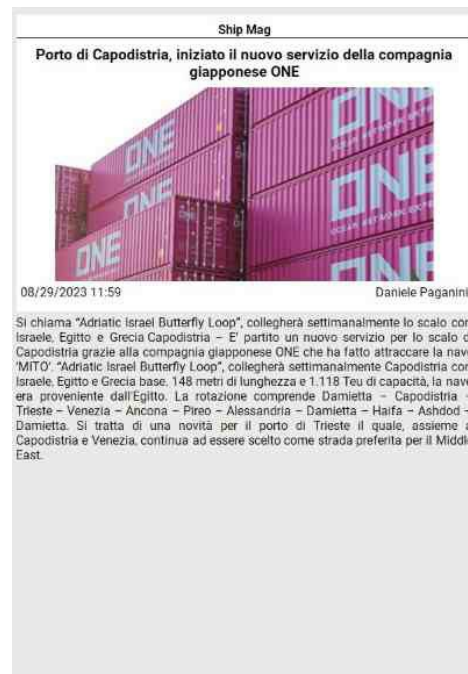 Ship Mag
Porto di Capodistria, iniziato il nuovo servizio della compagnia
giapponese ONE
ONE
ONE
ONE
ONE
ONE
ONE
08/29/2023 11:59
Daniele Paganini
Si chiama “Adriatic Israel Butterfly Loop”, collegherà settimanalmente lo scalo con
Israele, Egitto e Grecia Capodistria – E’ partito un nuovo servizio per lo scalo d
Capodistria grazie alla compagnia giapponese ONE che ha fatto attraccare la nave
‘MITO’. “Adriatic Israel Butterfly Loop”, collegherà settimanalmente Capodistria con
Israele, Egitto e Grecia base. 148 metri di lunghezza e 1.118 Teu di capacità, la nave
era proveniente dall’Egitto. La rotazione comprende Damietta – Capodistria –
Trieste – Venezia – Ancona – Pireo – Alessandria – Damietta – Haifa – Ashdod –
Damietta. Si tratta di una novità per il porto di Trieste il quale, assieme a
Capodistria e Venezia, continua ad essere scelto come strada preferita per il Middle
East.